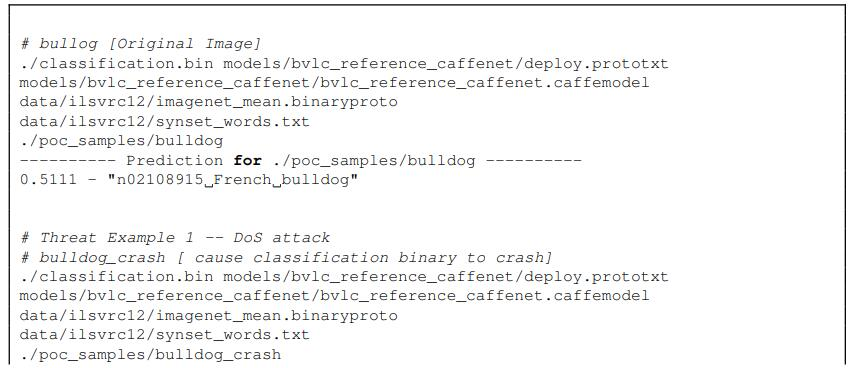 # bullog [Original Image]
./classification.bin models/bvlc_reference_caffenet/deploy.prototxt
models/bvlc_reference_caffenet/bvlc_reference_caffenet.caffemodel
data/ilsvrc12/imagenet_mean.binaryproto
data/ilsvrc12/synset_words.txt
./poc_samples/bulldog
---------- Prediction for ./poc_samples/bulldog ----------
0.5111 - "n02108915␣French␣bulldog"
# Threat Example 1 -- DoS attack
# bulldog_crash [ cause classification binary to crash]
./classification.bin models/bvlc_reference_caffenet/deploy.prototxt
models/bvlc_reference_caffenet/bvlc_reference_caffenet.caffemodel
data/ilsvrc12/imagenet_mean.binaryproto
data/ilsvrc12/synset_words.txt
./poc_samples/bulldog_crash